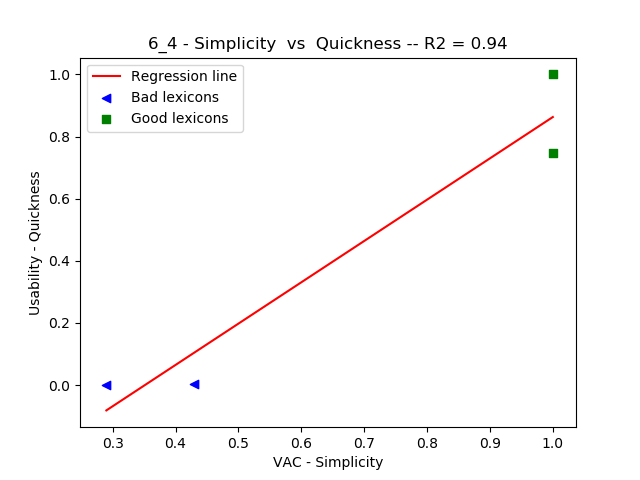 6_4 - Simplicity  vs  Quickness -- R2 = 0.94
Regression line
Bad lexicons
Good lexicons
1.0
0.8
0.6
0.4
0.2
0.0
Usability - Quickness
0.3 0.4 0.5 0.6 0.7 0.8 0.9 1.0
VAC - Simplicity